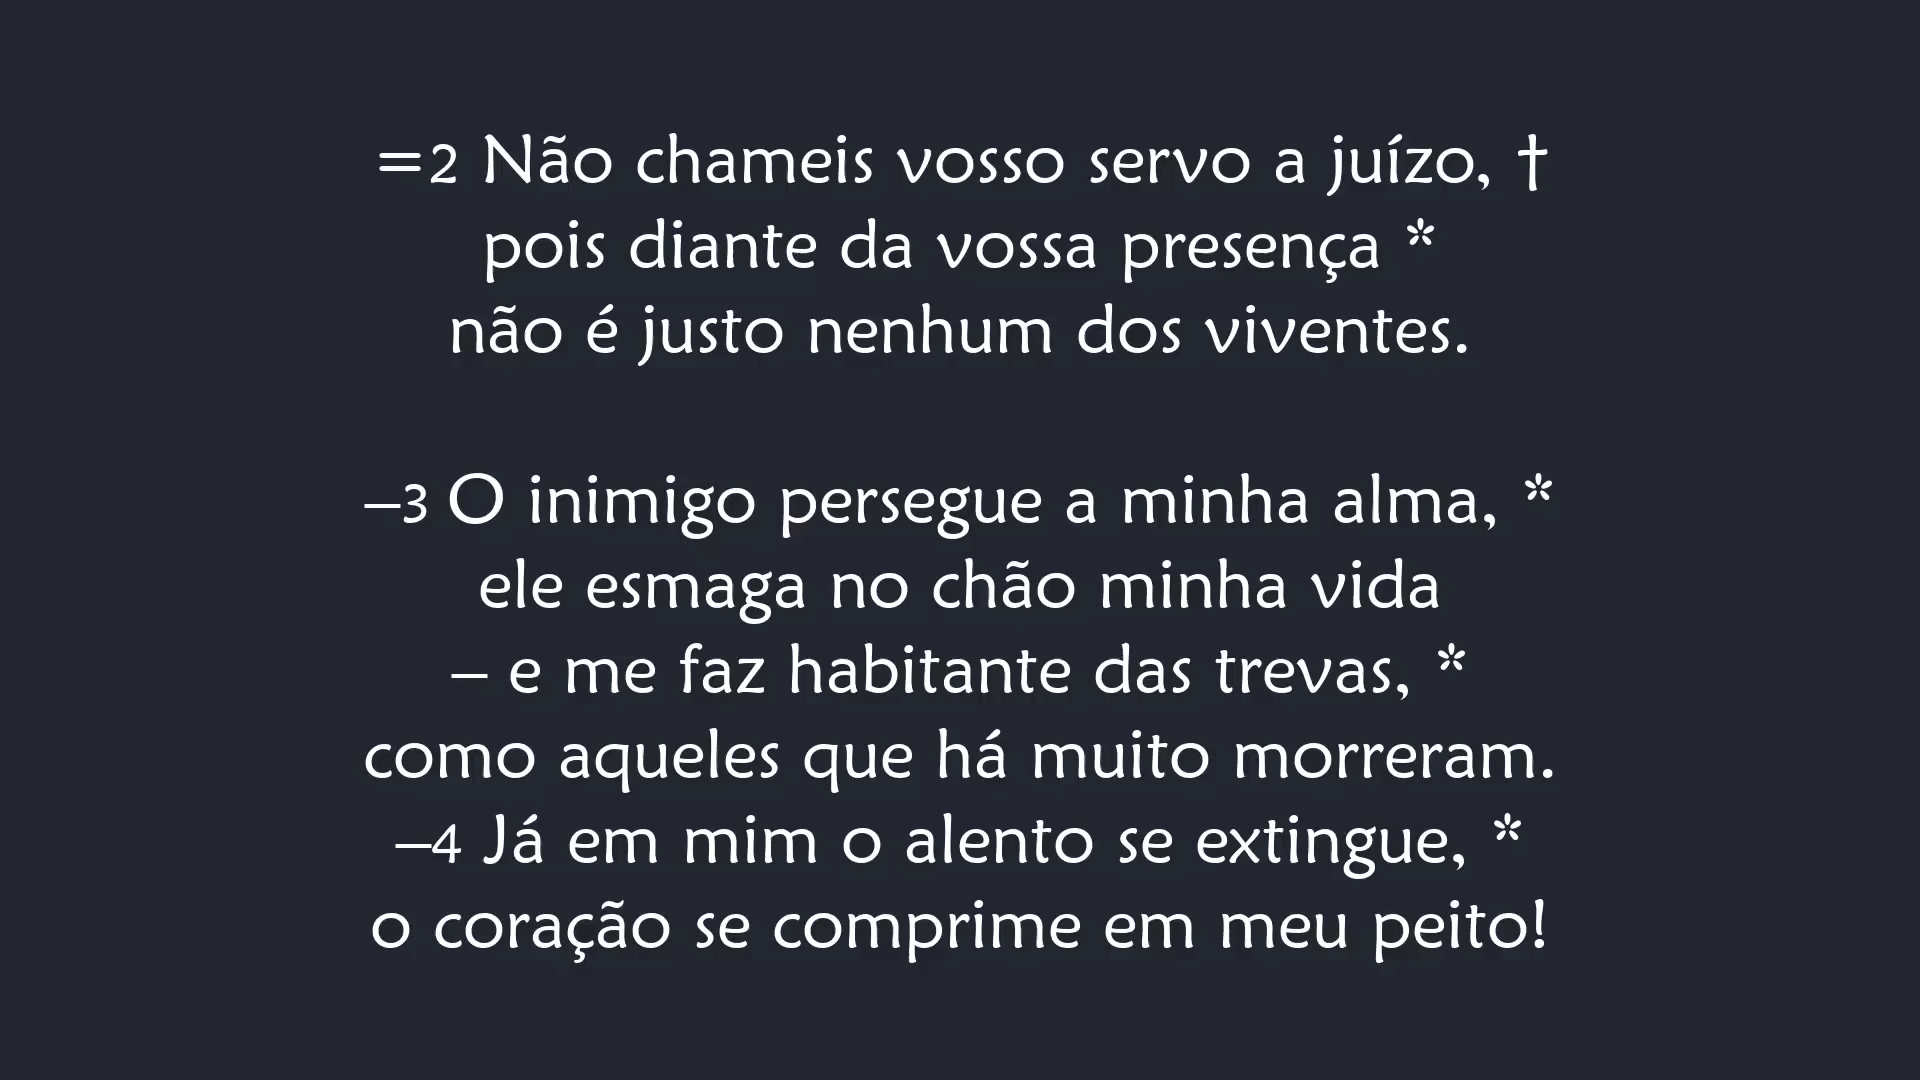 =2 Não chameis vosso servo a juízo, †
pois diante da vossa presença *
não é justo nenhum dos viventes.
–3 O inimigo persegue a minha alma, *
ele esmaga no chão minha vida
– e me faz habitante das trevas, *
como aqueles que há muito morreram.
–4 Já em mim o alento se extingue, *
o coração se comprime em meu peito!